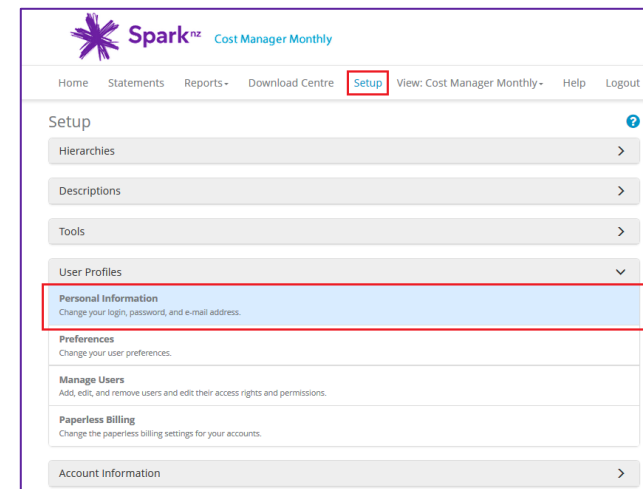 Spark nz Cost Manager Monthly
Home Statements Reports Download Centre Setup View: Cost Manager Monthly Help Logout
Setup ?
Hierarchies
Descriptions
Tools
User Profiles
Personal Information
Change your login, password, and e-mail address.
Preferences
Change your user preferences.
Manage Users
Add, edit, and remove users and edit their access rights and permissions.
Paperless Billing
Change the paperless billing settings for your accounts.
Account Information